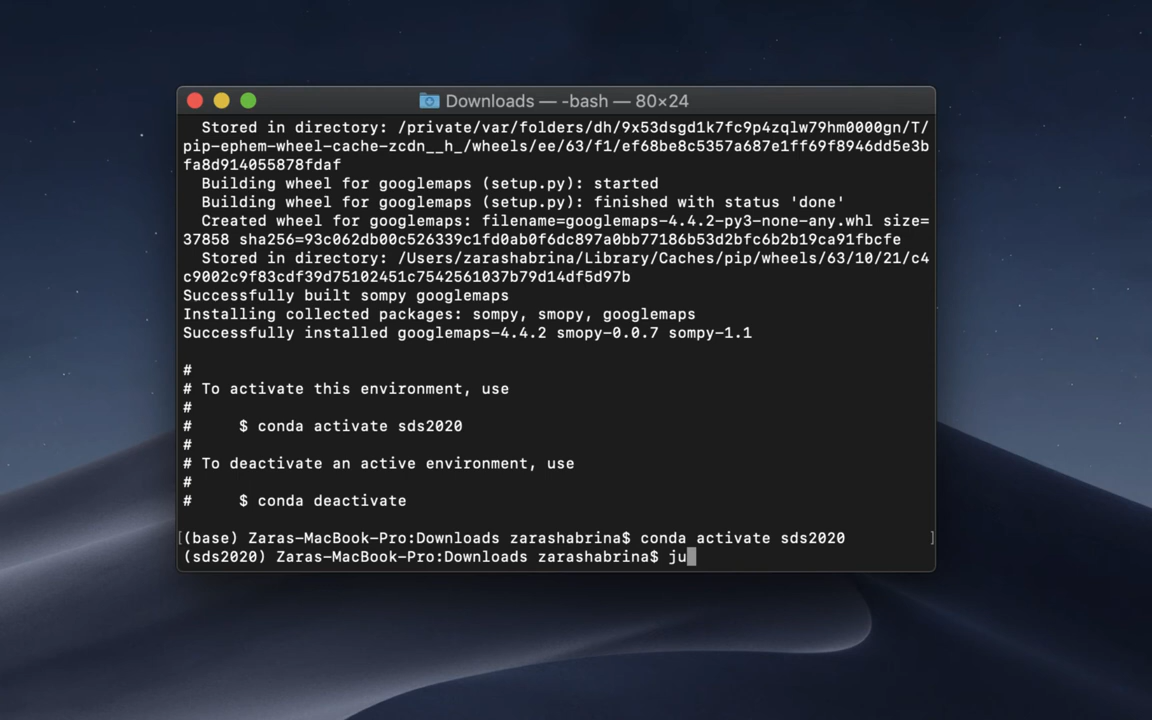 Downloads — -bash — 80×24
Stored in directory: /private/var/folders/dh/9x53dsgd1k7fc9p4zqlw79hm0000gn/T/
pip-ephem-wheel-cache-zcdn__h_/wheels/ee/63/f1/ef68be8c5357a687e1ff69f8946dd5e3b
fa8d914055878fdaf
Building wheel for googlemaps (setup.py): started
Building wheel for googlemaps (setup.py): finished with status 'done'
Created wheel for googlemaps: filename=googlemaps-4.4.2-py3-none-any.whl size=
37858 sha256=93c062db00c526339c1fd0ab0f6dc897a0bb77186b53d2bfc6b2b19ca91fbcfe
Stored in directory: /Users/zarashabrina/Library/Caches/pip/wheels/63/10/21/c4
c9002c9f83cdf39d75102451c7542561037b79d14df5d97b
Successfully built sompy googlemaps
Installing collected packages: sompy, smopy, googlemaps
Successfully installed googlemaps-4.4.2 smopy-0.0.7 sompy-1.1
#
# To activate this environment, use
#
#     $ conda activate sds2020
#
# To deactivate an active environment, use
#
#     $ conda deactivate
[(base) Zaras-MacBook-Pro:Downloads zarashabrina$ conda activate sds2020 ]
(sds2020) Zaras-MacBook-Pro:Downloads zarashabrina$ ju